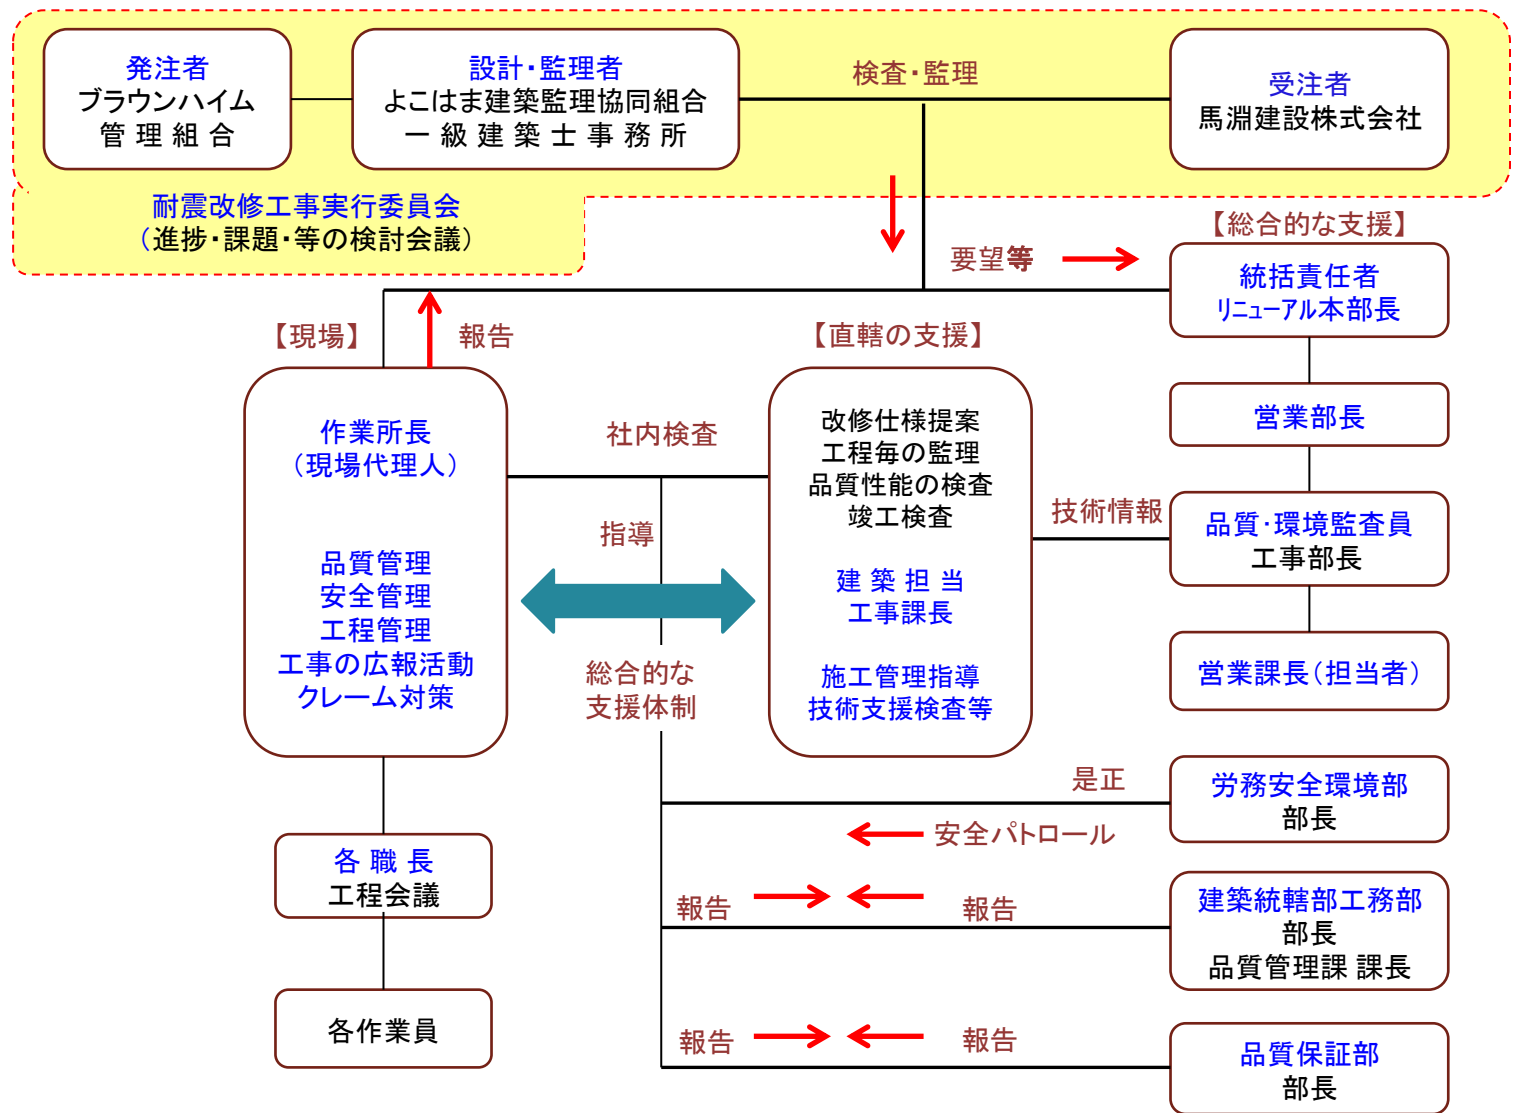 発注者
ブラウンハイム
管 理 組 合
設計・監理者
よこはま建築監理協同組合
一 級 建 築 士 事 務 所
検査・監理
受注者
馬淵建設株式会社
耐震改修工事実行委員会
（進捗・課題・等の検討会議）
要望等
【総合的な支援】
統括責任者
リニューアル本部長
【現場】
報告
【直轄の支援】
作業所長
（現場代理人）
品質管理
安全管理
工程管理
工事の広報活動
クレーム対策
社内検査
指導
総合的な
支援体制
改修仕様提案
工程毎の監理
品質性能の検査
竣工検査
建 築 担 当
工事課長
施工管理指導
技術支援検査等
技術情報
営業部長
品質・環境監査員
工事部長
営業課長（担当者）
是正
労務安全環境部
部長
安全パトロール
各 職 長
工程会議
報告
報告
建築統轄部工務部
部長
品質管理課 課長
各作業員
報告
報告
品質保証部
部長